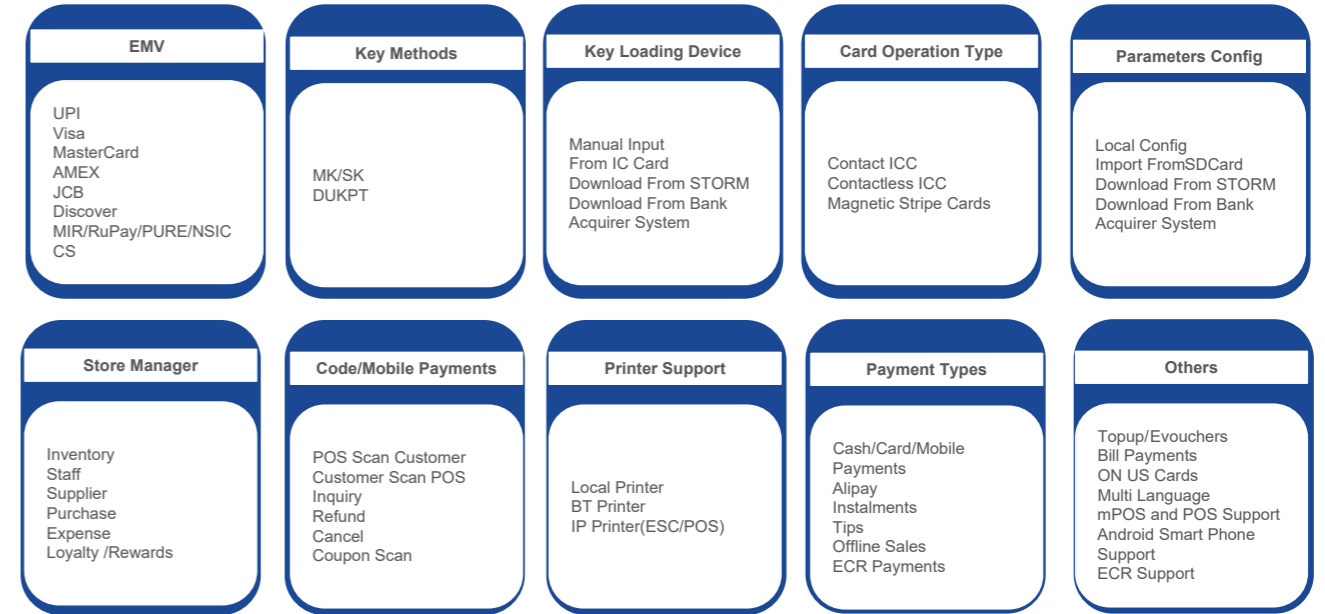 EMV
UPI
Visa
MasterCard
AMEX
JCB
Discover
MIR/RuPay/PURE/NSIC
CS
Key Methods
MK/SK
DUKPT
Key Loading Device
Manual Input
From IC Card
Download From STORM
Download From Bank
Acquirer System
Card Operation Type
Contact ICC
Contactless ICC
Magnetic Stripe Cards
Parameters Config
Local Config
Import FromSDCard
Download From STORM
Download From Bank
Acquirer System
Store Manager
Inventory
Staff
Supplier
Purchase
Expense
Loyalty /Rewards
Code/Mobile Payments
POS Scan Customer
Customer Scan POS
Inquiry
Refund
Cancel
Coupon Scan
Printer Support
Local Printer
BT Printer
IP Printer(ESC/POS)
Payment Types
Cash/Card/Mobile
Payments
Alipay
Instalments
Tips
Offline Sales
ECR Payments
Others
Topup/Evouchers
Bill Payments
ON US Cards
Multi Language
mPOS and POS Support
Android Smart Phone
Support
ECR Support